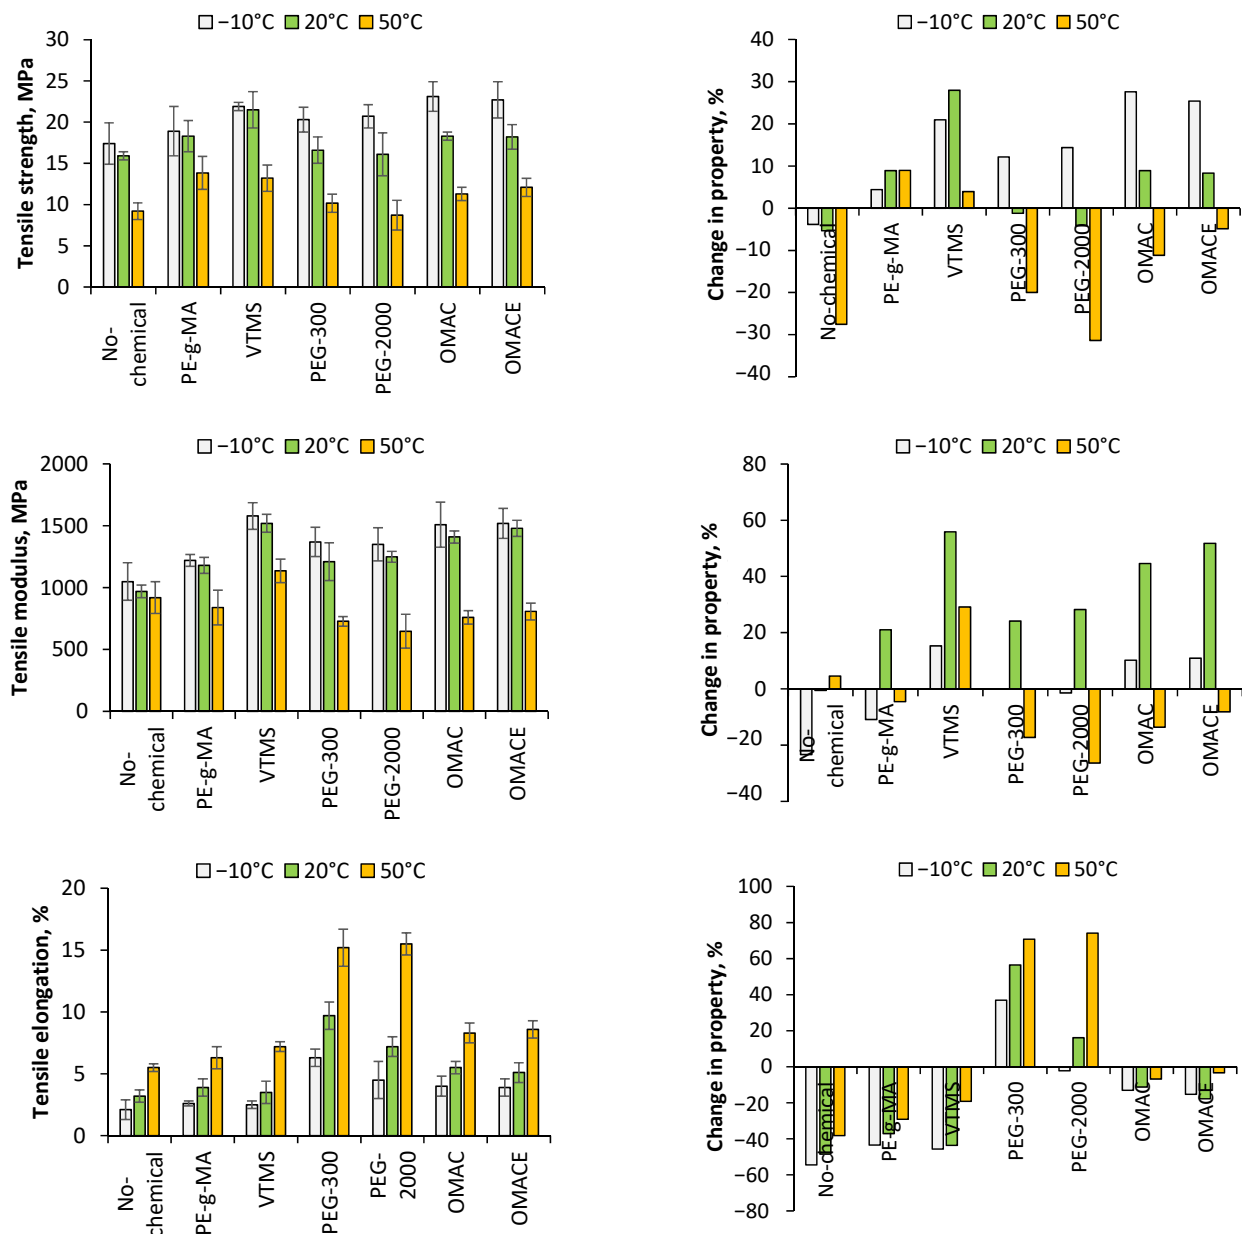 −10°C 20°C 50°C
Tensile strength, MPa
30
25
20
15
10
5
0
No-
chemical
PE-g-MA
VTMS
PEG-300
PEG-2000
OMAC
OMACE
−10°C 20°C 50°C
Change in property, %
40
30
20
10
0
−10
−20
−30
−40
No-chemical
PE-g-MA
VTMS
PEG-300
PEG-2000
OMAC
OMACE
−10°C 20°C 50°C
Tensile modulus, MPa
2000
1500
1000
500
0
No-
chemical
PE-g-MA
VTMS
PEG-300
PEG-2000
OMAC
OMACE
−10°C 20°C 50°C
Change in property, %
80
60
40
20
0
−20
−40
No-
chemical
PE-g-MA
VTMS
PEG-300
PEG-2000
OMAC
OMACE
−10°C 20°C 50°C
Tensile elongation, %
20
15
10
5
0
No-
chemical
PE-g-MA
VTMS
PEG-300
PEG-
2000
OMAC
OMACE
−10°C 20°C 50°C
Change in property, %
100
80
60
40
20
0
−20
−40
−60
−80
No-chemical
PE-g-MA
VTMS
PEG-300
PEG-2000
OMAC
OMACE